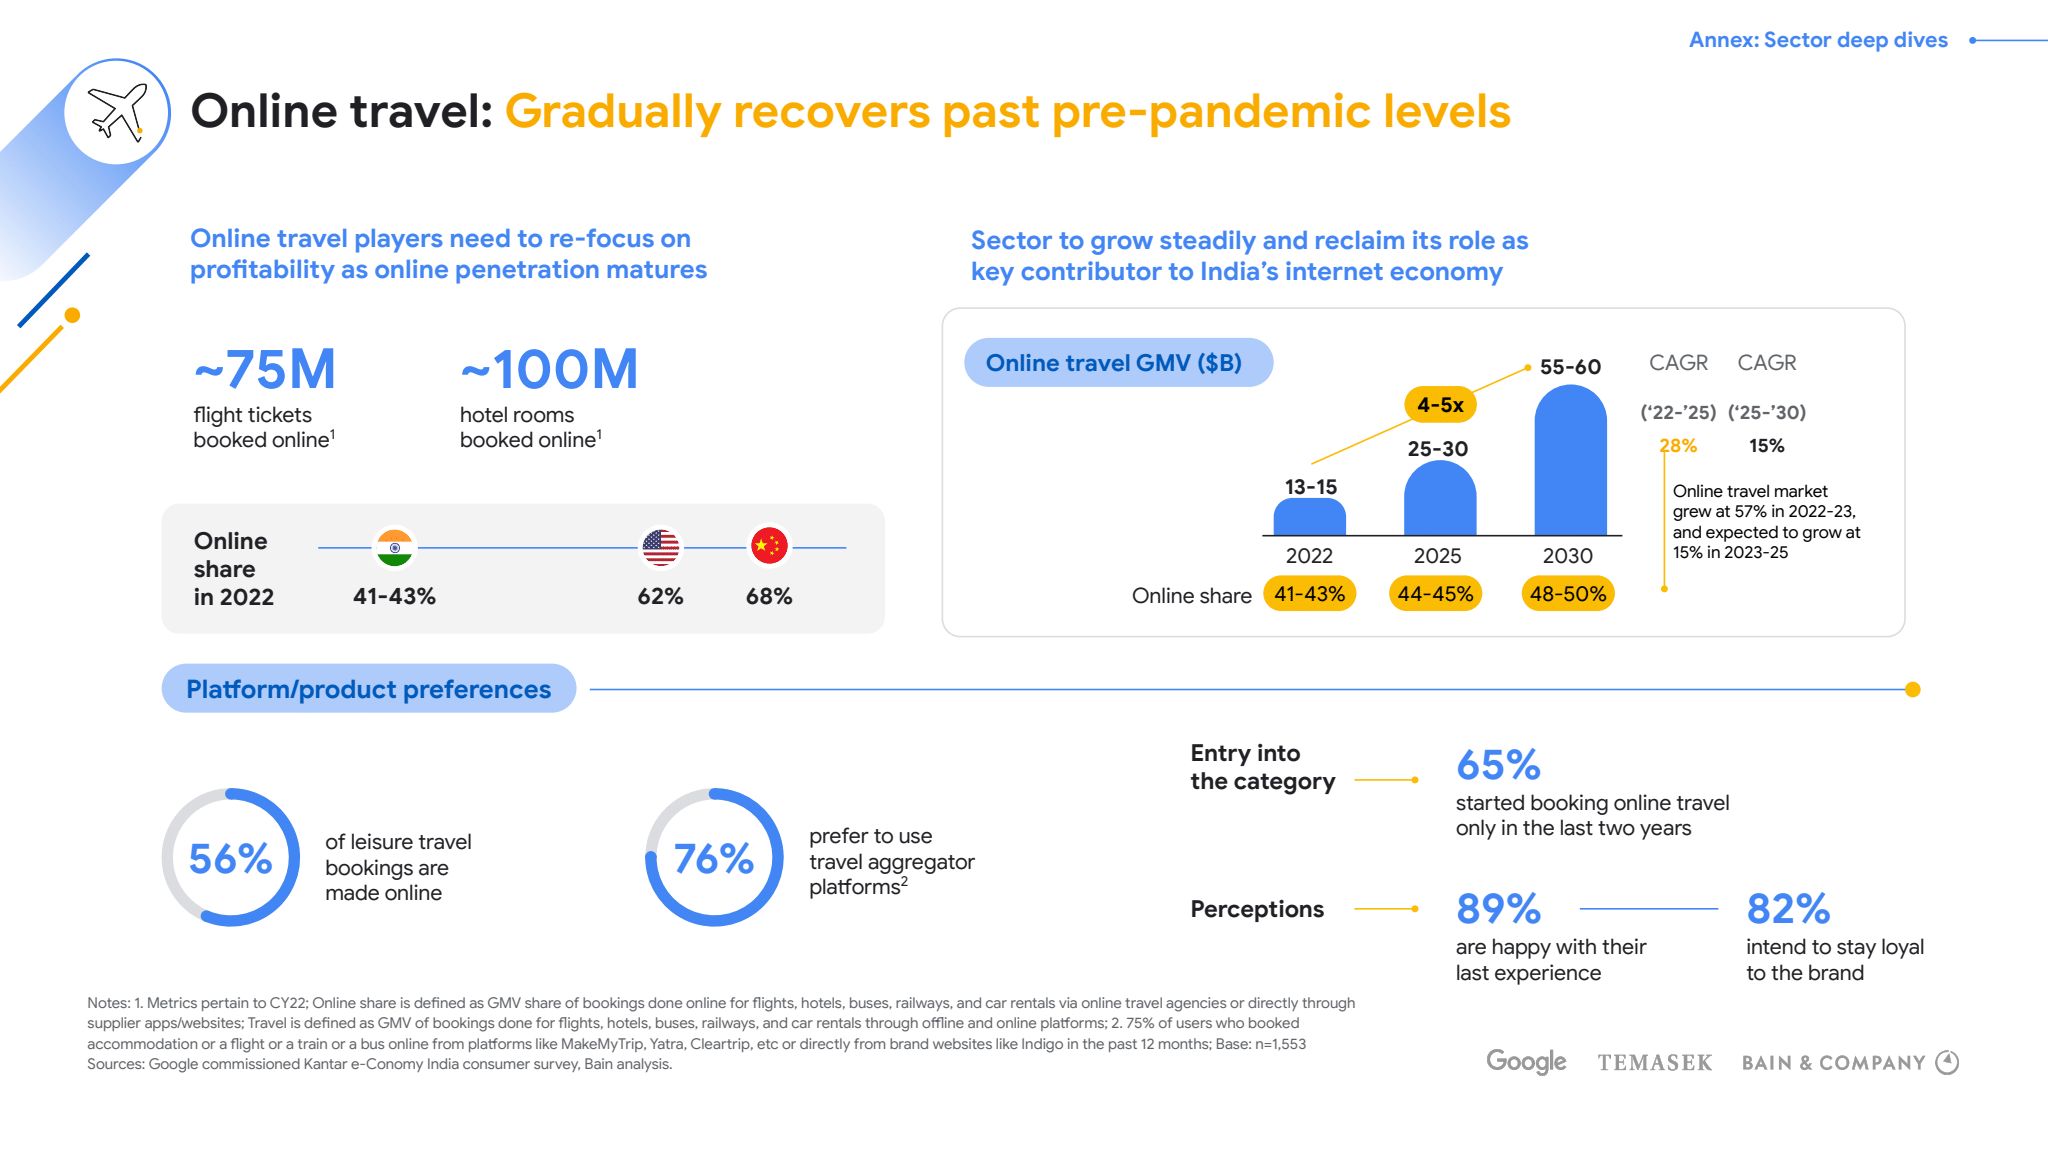 Annex: Sector deep dives
Online travel: Gradually recovers past pre-pandemic levels
Online travel players need to re-focus on
profitability as online penetration matures
~75M
flight tickets
booked online¹
~100M
hotel rooms
booked online¹
Online
share
in 2022
41-43%
62%
68%
Sector to grow steadily and reclaim its role as
key contributor to India’s internet economy
Online travel GMV ($B)
4-5x
13-15
25-30
55-60
2022
2025
2030
Online share
41-43%
44-45%
48-50%
CAGR
(‘22-’25)
28%
CAGR
(‘25-’30)
15%
Online travel market
grew at 57% in 2022-23,
and expected to grow at
15% in 2023-25
Platform/product preferences
56%
of leisure travel
bookings are
made online
76%
prefer to use
travel aggregator
platforms²
Entry into
the category
65%
started booking online travel
only in the last two years
Perceptions
89%
are happy with their
last experience
82%
intend to stay loyal
to the brand
Notes: 1. Metrics pertain to CY22; Online share is defined as GMV share of bookings done online for flights, hotels, buses, railways, and car rentals via online travel agencies or directly through
supplier apps/websites; Travel is defined as GMV of bookings done for flights, hotels, buses, railways, and car rentals through offline and online platforms; 2. 75% of users who booked
accommodation or a flight or a train or a bus online from platforms like MakeMyTrip, Yatra, Cleartrip, etc or directly from brand websites like Indigo in the past 12 months; Base: n=1,553
Sources: Google commissioned Kantar e-Conomy India consumer survey, Bain analysis.
Google
TEMASEK
BAIN & COMPANY